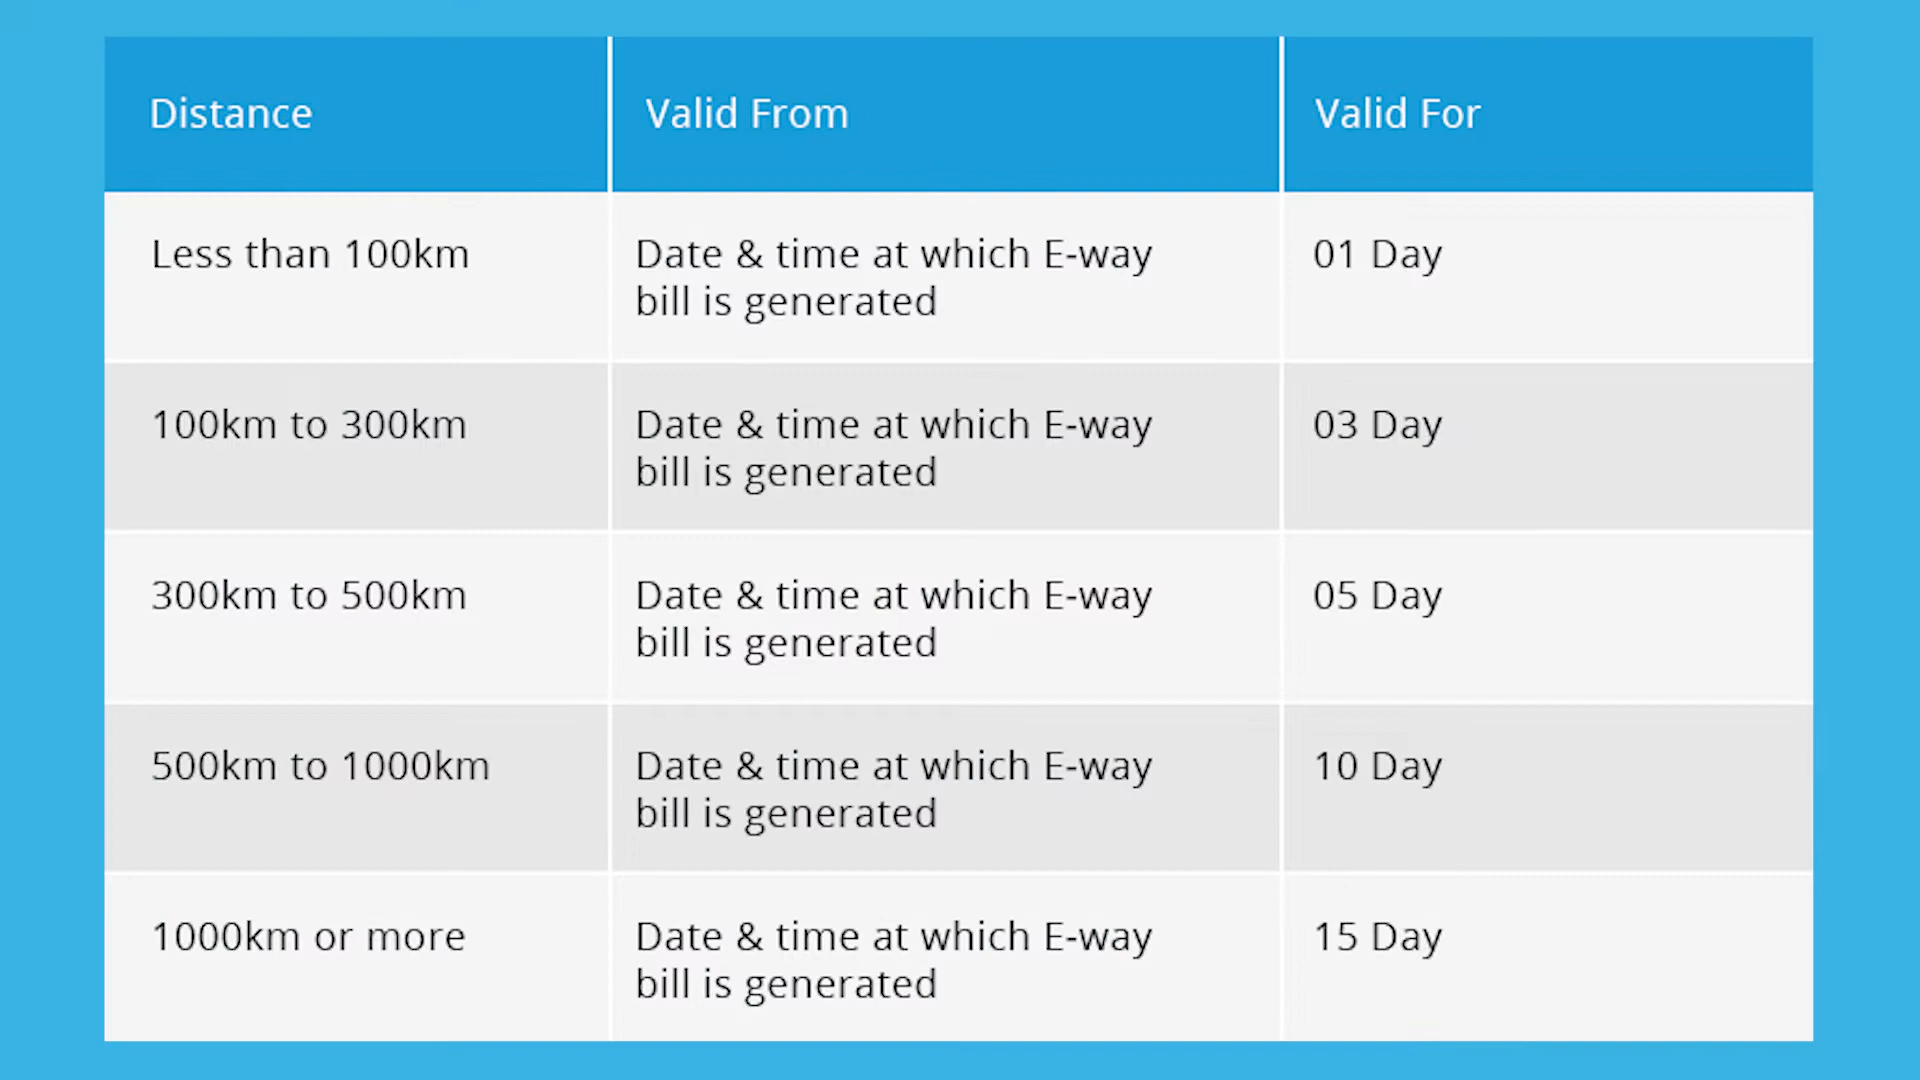 Distance
Valid From
Valid For
Less than 100km
Date & time at which E-way
bill is generated
01 Day
100km to 300km
Date & time at which E-way
bill is generated
03 Day
300km to 500km
Date & time at which E-way
bill is generated
05 Day
500km to 1000km
Date & time at which E-way
bill is generated
10 Day
1000km or more
Date & time at which E-way
bill is generated
15 Day